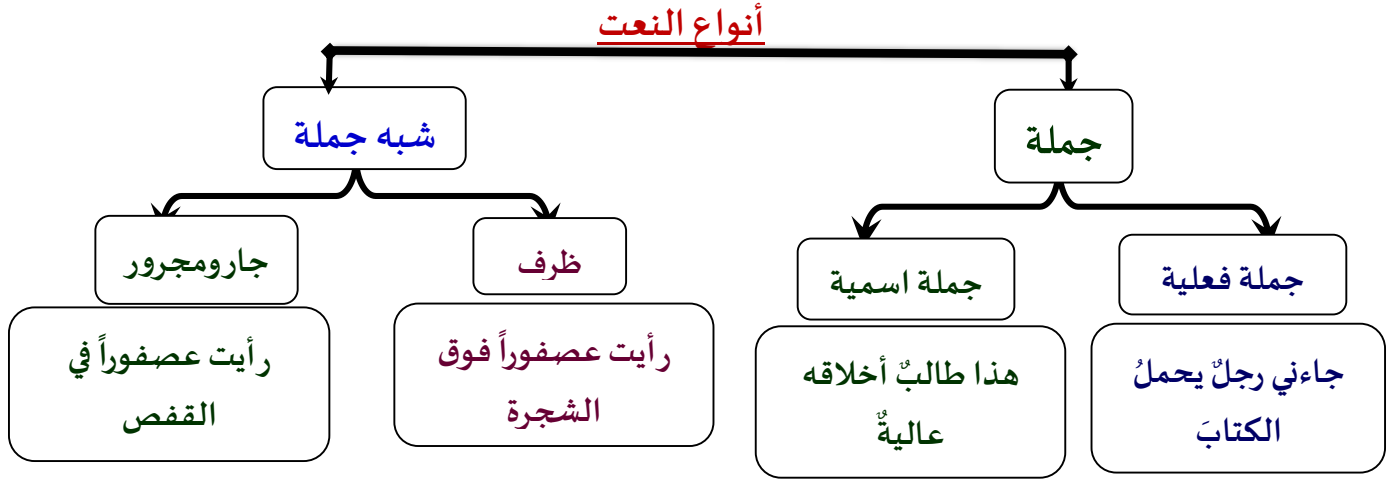 أنواع النعت
جملة
شبه جملة
جملة فعلية
جملة اسمية
ظرف
جارومجرور
جاءني رجلٌ يحملُ
الكتابَ
هذا طالبٌ أخلاقه
عاليةٌ
رأيت عصفوراً فوق
الشجرة
رأيت عصفوراً في
القفص